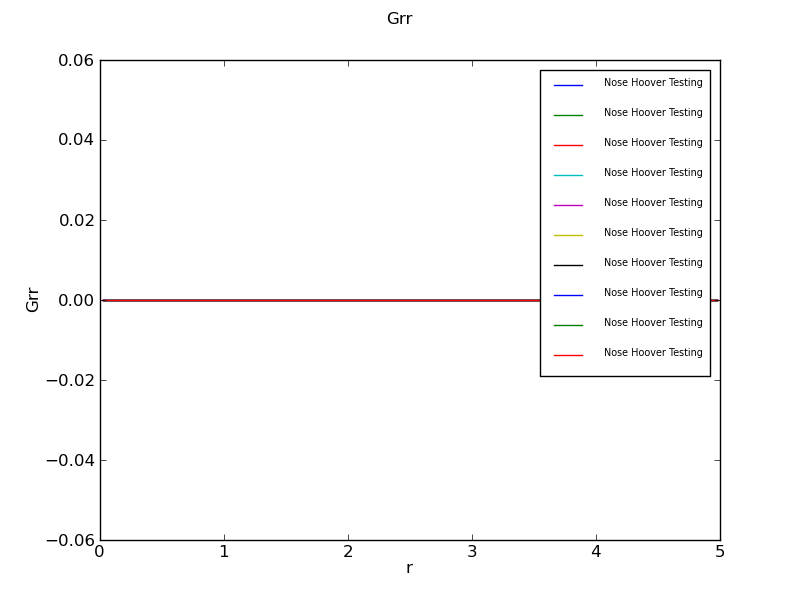 Grr
0.06
0.04
0.02
0.00
−0.02
−0.04
−0.06
Grr
Nose Hoover Testing
Nose Hoover Testing
Nose Hoover Testing
Nose Hoover Testing
Nose Hoover Testing
Nose Hoover Testing
Nose Hoover Testing
Nose Hoover Testing
Nose Hoover Testing
Nose Hoover Testing
0 1 2 3 4 5
r